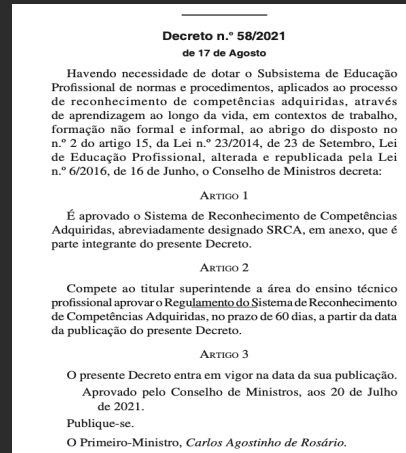 Decreto n.º 58/2021
de 17 de Agosto
Havendo necessidade de dotar o Subsistema de Educação
Profissional de normas e procedimentos, aplicados ao processo
de reconhecimento de competências adquiridas, através
de aprendizagem ao longo da vida, em contextos de trabalho,
formação não formal e informal, ao abrigo do disposto no
n.º 2 do artigo 15, da Lei n.º 23/2014, de 23 de Setembro, Lei
de Educação Profissional, alterada e republicada pela Lei
n.º 6/2016, de 16 de Junho, o Conselho de Ministros decreta:
Artigo 1
É aprovado o Sistema de Reconhecimento de Competências
Adquiridas, abreviadamente designado SRCA, em anexo, que é
parte integrante do presente Decreto.
Artigo 2
Compete ao titular superintende a área do ensino técnico
profissional aprovar o Regulamento do Sistema de Reconhecimento
de Competências Adquiridas, no prazo de 60 dias, a partir da data
da publicação do presente Decreto.
Artigo 3
O presente Decreto entra em vigor na data da sua publicação.
Aprovado pelo Conselho de Ministros, aos 20 de Julho
de 2021.
Publique-se.
O Primeiro-Ministro, Carlos Agostinho de Rosário.